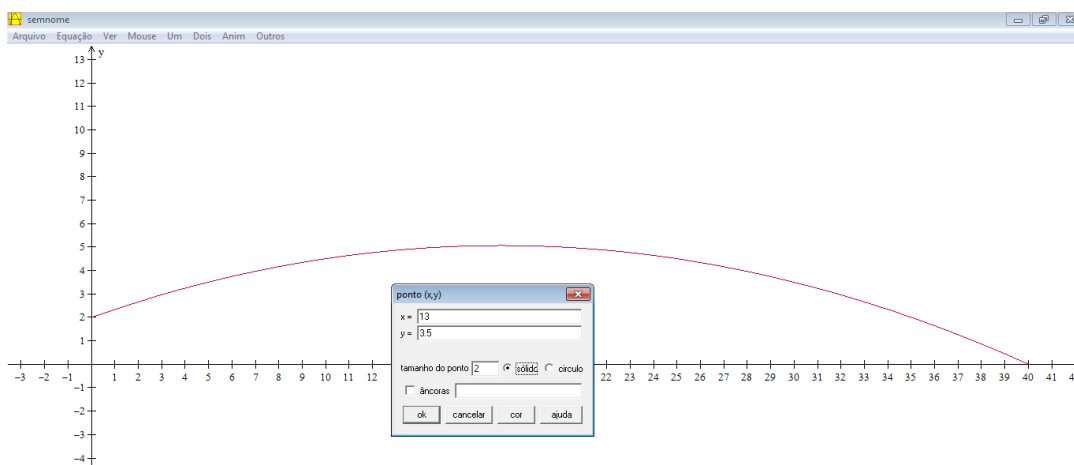 semnome
Arquivo Equação Ver Mouse Um Dois Anim Outros
y
13
12
11
10
9
8
7
6
5
4
3
2
1
ponto (x,y)
x = 13
y = 3.5
tamanho do ponto 2 sólido círculo
âncoras
ok cancelar cor ajuda
−3 −2 −1 1 2 3 4 5 6 7 8 9 10 11 12 22 23 24 25 26 27 28 29 30 31 32 33 34 35 36 37 38 39 40 41
−1
−2
−3
−4